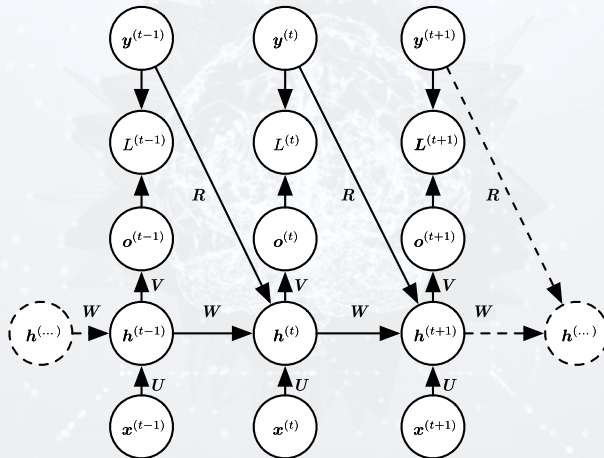 y^(t−1) y^(t) y^(t+1)
L^(t−1) L^(t) L^(t+1)
R R R
o^(t−1) o^(t) o^(t+1)
V V V
W W W W
h^(...) h^(t−1) h^(t) h^(t+1) h^(...)
U U U
x^(t−1) x^(t) x^(t+1)